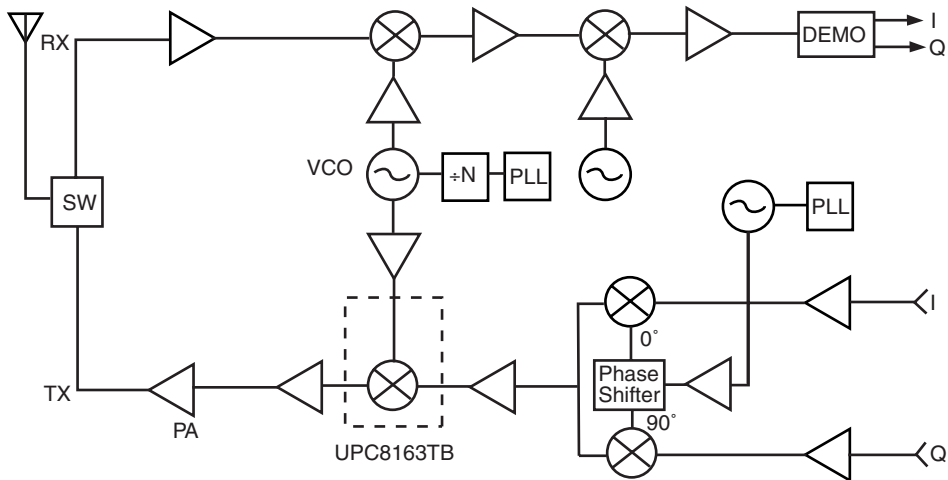 RX
DEMO
I
Q
VCO
÷N
PLL
SW
PLL
I
0°
Phase
Shifter
90°
TX
PA
UPC8163TB
Q